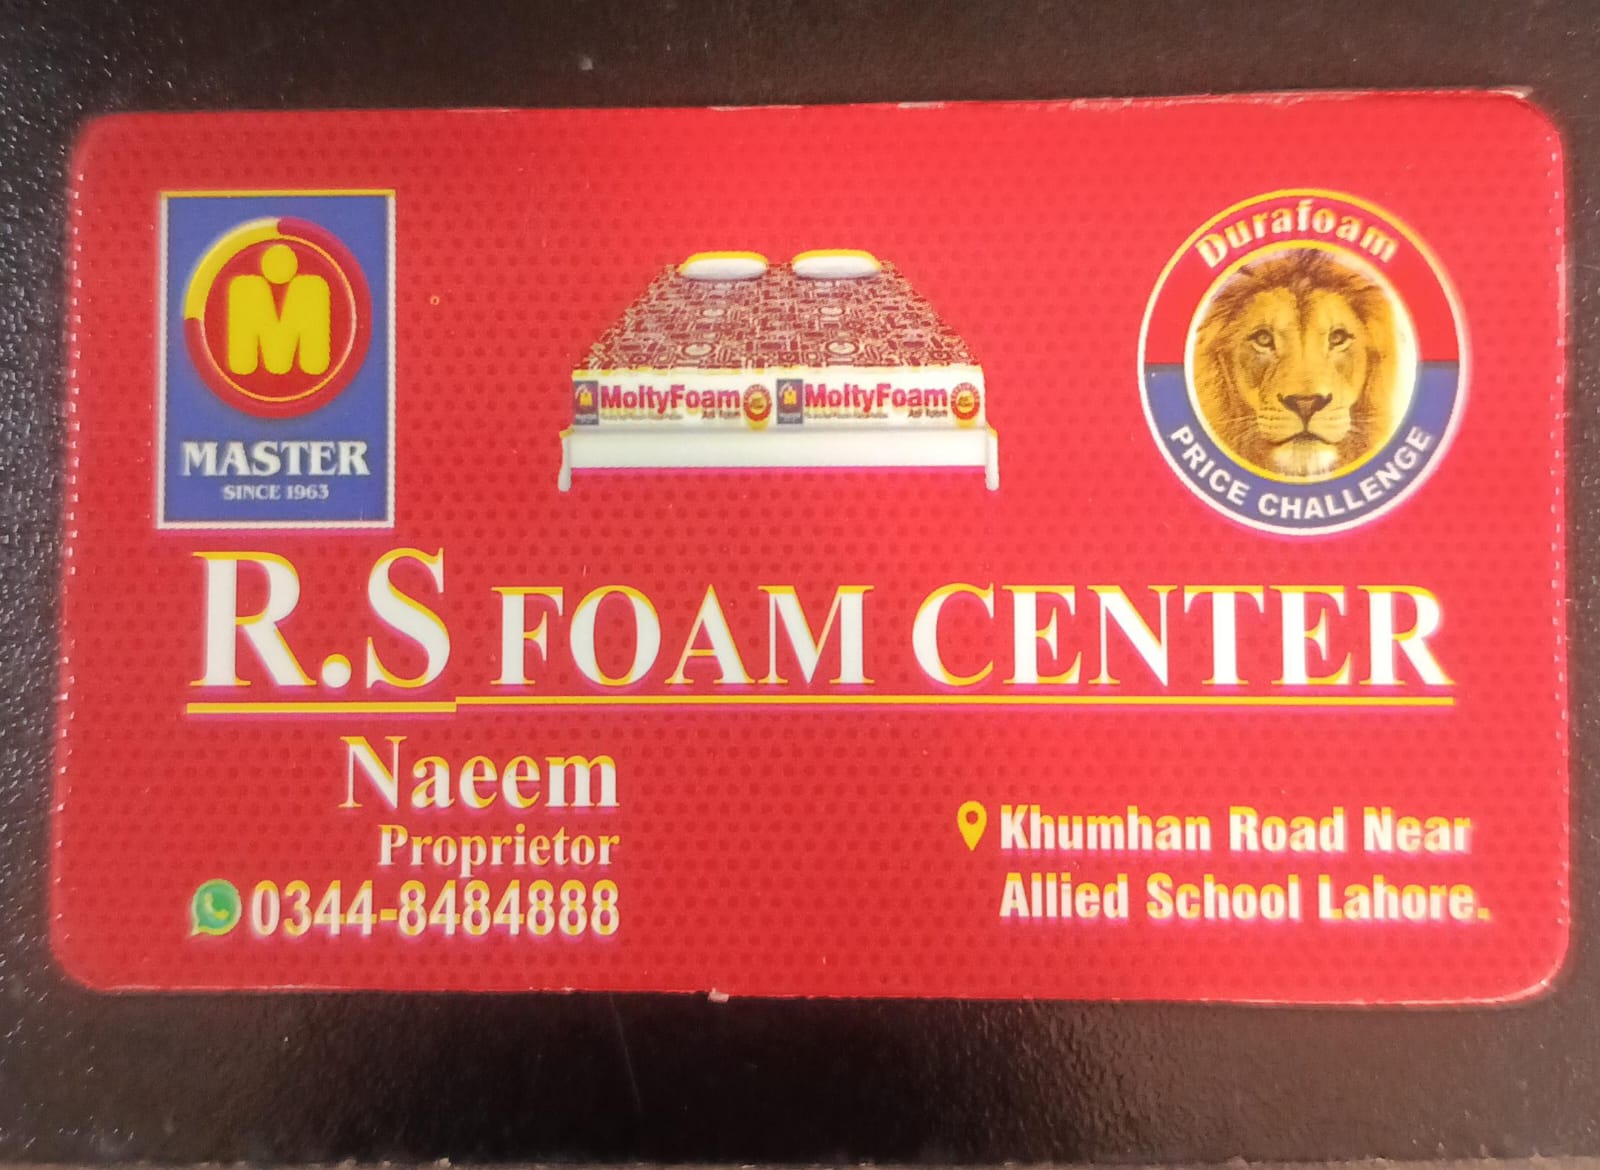 MASTER
SINCE 1963
MoltyFoam
MoltyFoam
Durafoam
PRICE CHALLENGE
R.S FOAM CENTER
Naeem
Proprietor
0344-8484888
Khumhan Road Near
Allied School Lahore.